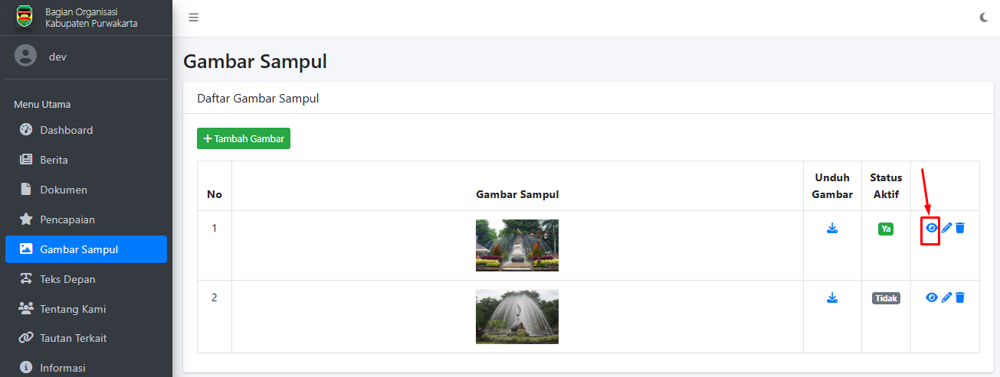 Bagian Organisasi
Kabupaten Purwakarta
dev
Menu Utama
Dashboard
Berita
Dokumen
Pencapaian
Gambar Sampul
Teks Depan
Tentang Kami
Tautan Terkait
Informasi
Gambar Sampul
Daftar Gambar Sampul
+ Tambah Gambar
No
Gambar Sampul
Unduh
Gambar
Status
Aktif
1
Ya
2
Tidak